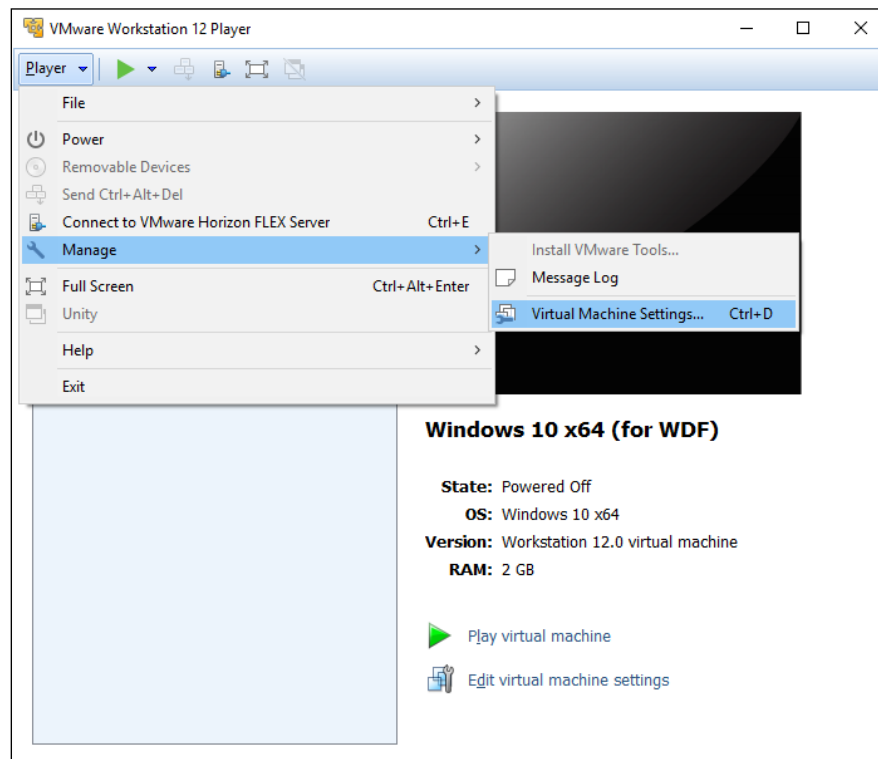 VMware Workstation 12 Player
Player
File
Power
Removable Devices
Send Ctrl+Alt+Del
Connect to VMware Horizon FLEX Server Ctrl+E
Manage
Install VMware Tools...
Message Log
Virtual Machine Settings... Ctrl+D
Full Screen Ctrl+Alt+Enter
Unity
Help
Exit
Windows 10 x64 (for WDF)
State: Powered Off
OS: Windows 10 x64
Version: Workstation 12.0 virtual machine
RAM: 2 GB
Play virtual machine
Edit virtual machine settings